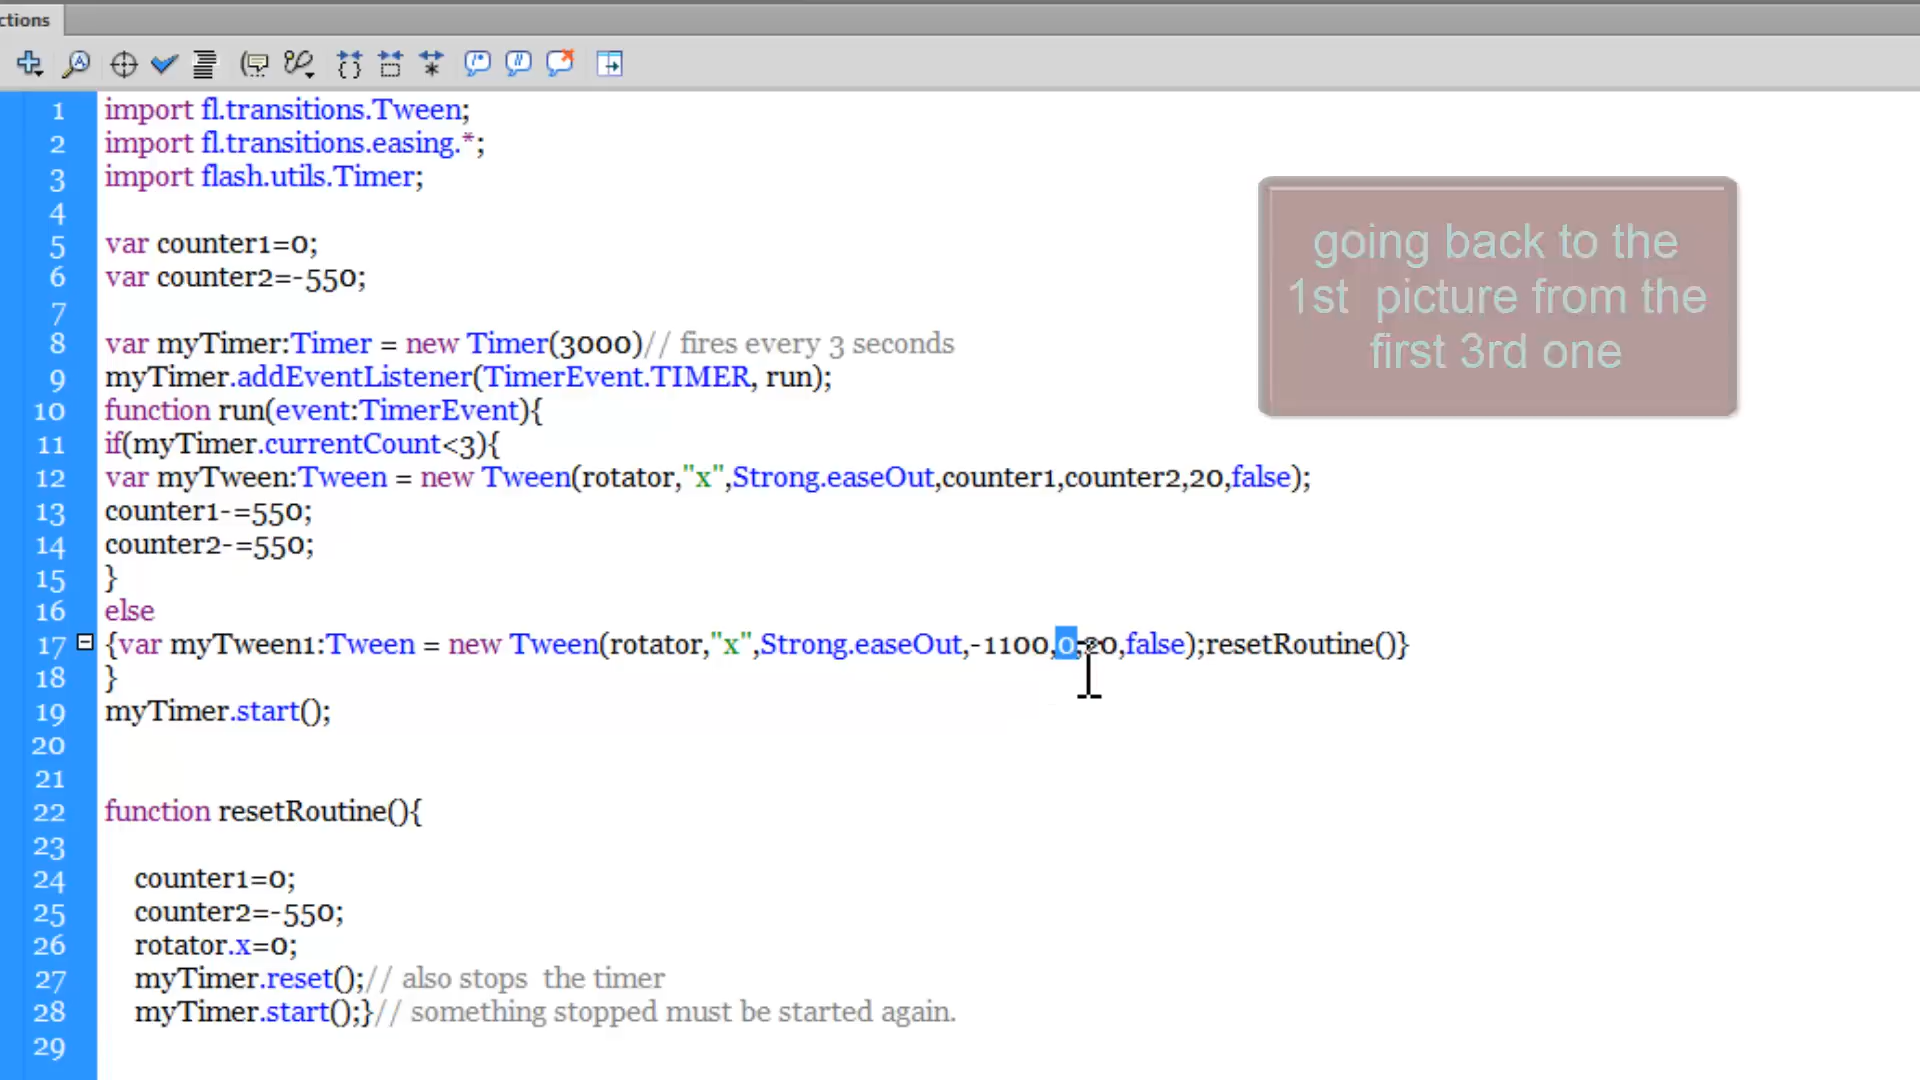 ctions
1 import fl.transitions.Tween;
2 import fl.transitions.easing.*;
3 import flash.utils.Timer;
4
5 var counter1=0;
6 var counter2=-550;
7
8 var myTimer:Timer = new Timer(3000)// fires every 3 seconds
9 myTimer.addEventListener(TimerEvent.TIMER, run);
10 function run(event:TimerEvent){
11 if(myTimer.currentCount<3){
12 var myTween:Tween = new Tween(rotator,"x",Strong.easeOut,counter1,counter2,20,false);
13 counter1-=550;
14 counter2-=550;
15 }
16 else
17 {var myTween1:Tween = new Tween(rotator,"x",Strong.easeOut,-1100,0,20,false);resetRoutine()}
18 }
19 myTimer.start();
20
21
22 function resetRoutine(){
23
24 counter1=0;
25 counter2=-550;
26 rotator.x=0;
27 myTimer.reset();// also stops  the timer
28 myTimer.start();}// something stopped must be started again.
29
going back to the
1st  picture from the
first 3rd one